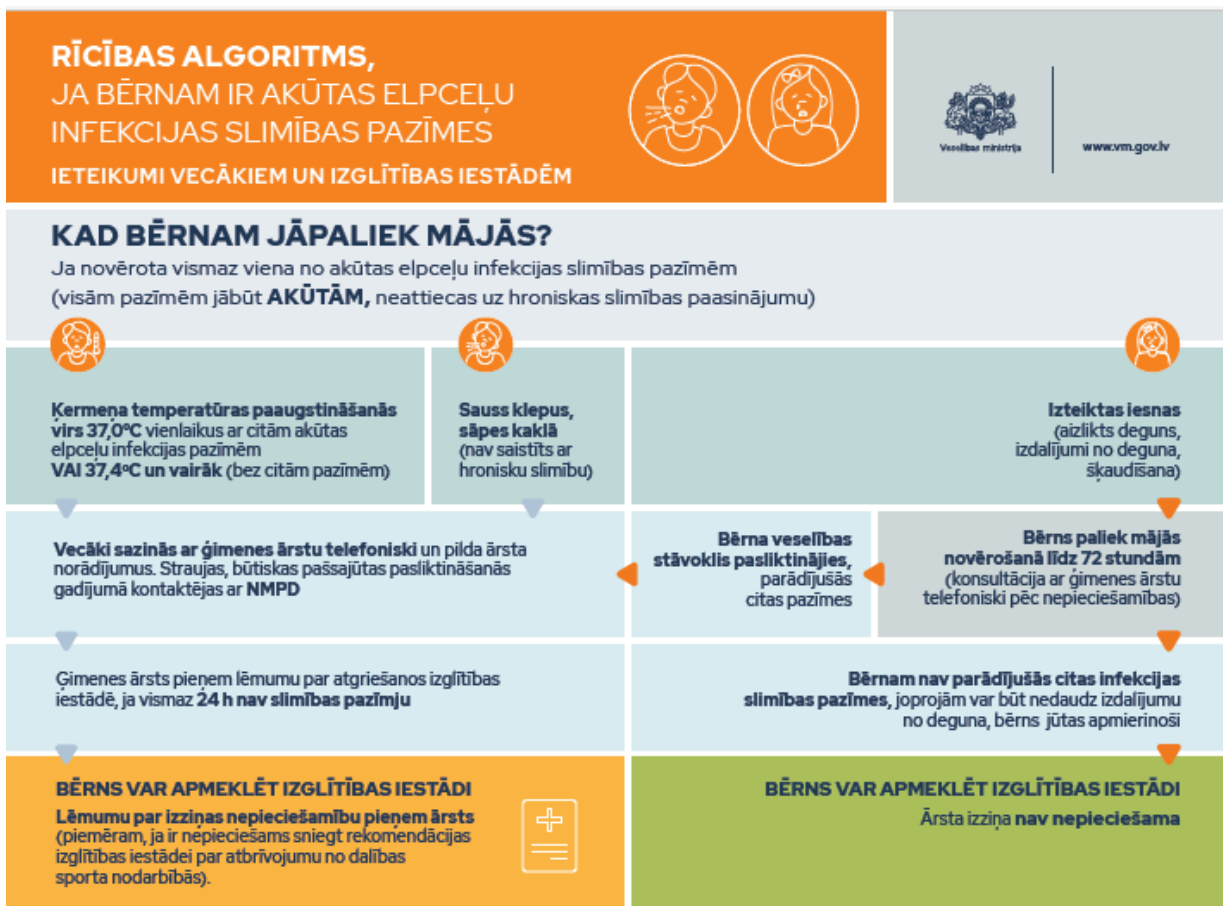 RĪCĪBAS ALGORITMS,
JA BĒRNAM IR AKŪTAS ELPCEĻU
INFEKCIJAS SLIMĪBAS PAZĪMES
IETEIKUMI VECĀKIEM UN IZGLĪTĪBAS IESTĀDĒM
Veselības ministrija
www.vm.gov.lv
KAD BĒRNAM JĀPALIEK MĀJĀS?
Ja novērota vismaz viena no akūtas elpceļu infekcijas slimības pazīmēm
(visām pazīmēm jābūt AKŪTĀM, neattiecas uz hroniskas slimības paasinājumu)
Ķermeņa temperatūras paaugstināšanās
virs 37,0°C vienlaikus ar citām akūtas
elpceļu infekcijas pazīmēm
VAI 37,4°C un vairāk (bez citām pazīmēm)
Sauss klepus,
sāpes kaklā
(nav saistīts ar
hronisku slimību)
Izteiktas iesnas
(aizlikts deguns,
izdalījumi no deguna,
šķaudīšana)
Vecāki sazinās ar ģimenes ārstu telefoniski un pilda ārsta
norādījumus. Straujas, būtiskas pašsajūtas pasliktināšanās
gadījumā kontaktējas ar NMPD
Bērna veselības
stāvoklis pasliktinājies,
parādījušās
citas pazīmes
Bērns paliek mājās
novērošanā līdz 72 stundām
(konsultācija ar ģimenes ārstu
telefoniski pēc nepieciešamības)
Ģimenes ārsts pieņem lēmumu par atgriešanos izglītības
iestādē, ja vismaz 24 h nav slimības pazīmju
Bērnam nav parādījušās citas infekcijas
slimības pazīmes, joprojām var būt nedaudz izdalījumu
no deguna, bērns jūtas apmierinoši
BĒRNS VAR APMEKLĒT IZGLĪTĪBAS IESTĀDI
Lēmumu par izziņas nepieciešamību pieņem ārsts
(piemēram, ja ir nepieciešams sniegt rekomendācijas
izglītības iestādei par atbrīvojumu no dalības
sporta nodarbībās).
BĒRNS VAR APMEKLĒT IZGLĪTĪBAS IESTĀDI
Ārsta izziņa nav nepieciešama